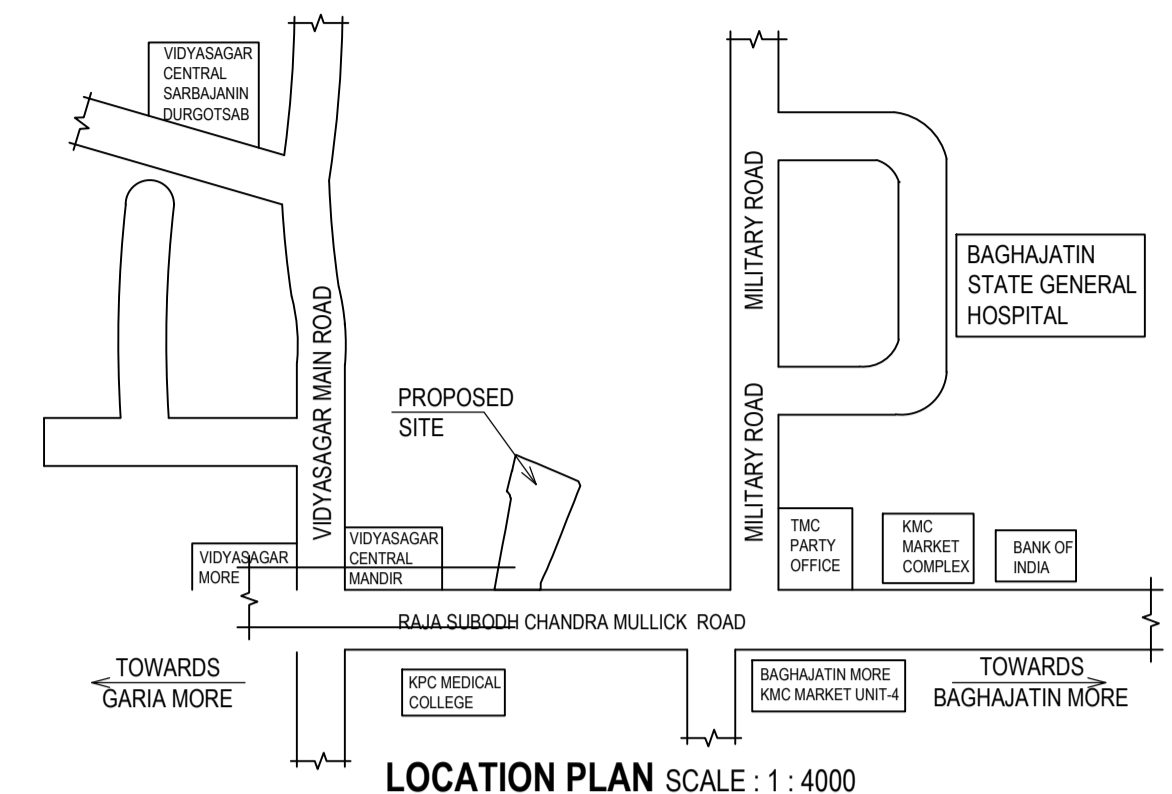 VIDYASAGAR
CENTRAL
SARBAJANIN
DURGOTSAB
MILITARY ROAD
BAGHAJATIN
STATE GENERAL
HOSPITAL
VIDYASAGAR MAIN ROAD
PROPOSED
SITE
MILITARY ROAD
VIDYASAGAR
MORE
VIDYASAGAR
CENTRAL
MANDIR
TMC
PARTY
OFFICE
KMC
MARKET
COMPLEX
BANK OF
INDIA
RAJA SUBODH CHANDRA MULLICK ROAD
TOWARDS
GARIA MORE
KPC MEDICAL
COLLEGE
BAGHAJATIN MORE
KMC MARKET UNIT-4
TOWARDS
BAGHAJATIN MORE
LOCATION PLAN SCALE : 1 : 4000